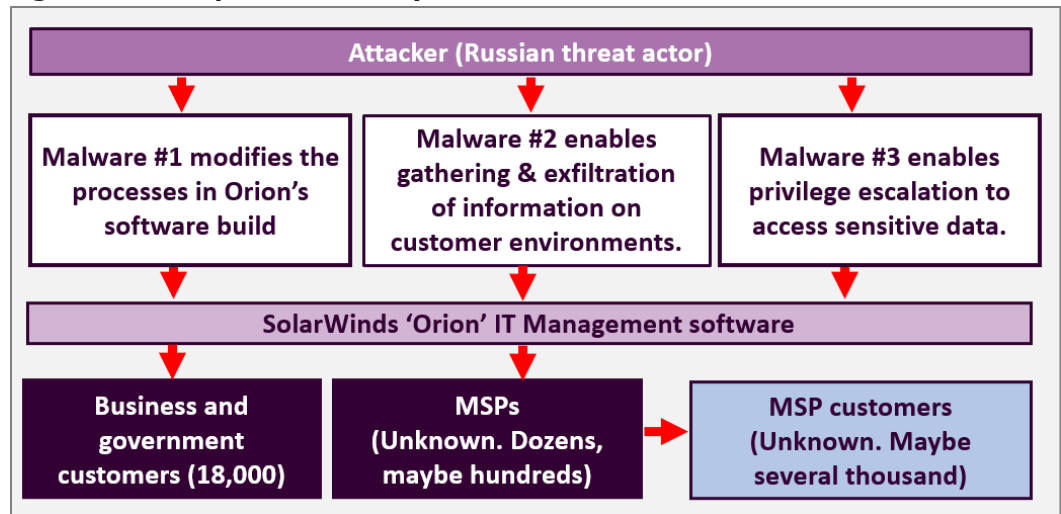 Attacker (Russian threat actor)
Malware #1 modifies the
processes in Orion’s
software build
Malware #2 enables
gathering & exfiltration
of information on
customer environments.
Malware #3 enables
privilege escalation to
access sensitive data.
SolarWinds ‘Orion’ IT Management software
Business and
government
customers (18,000)
MSPs
(Unknown. Dozens,
maybe hundreds)
MSP customers
(Unknown. Maybe
several thousand)